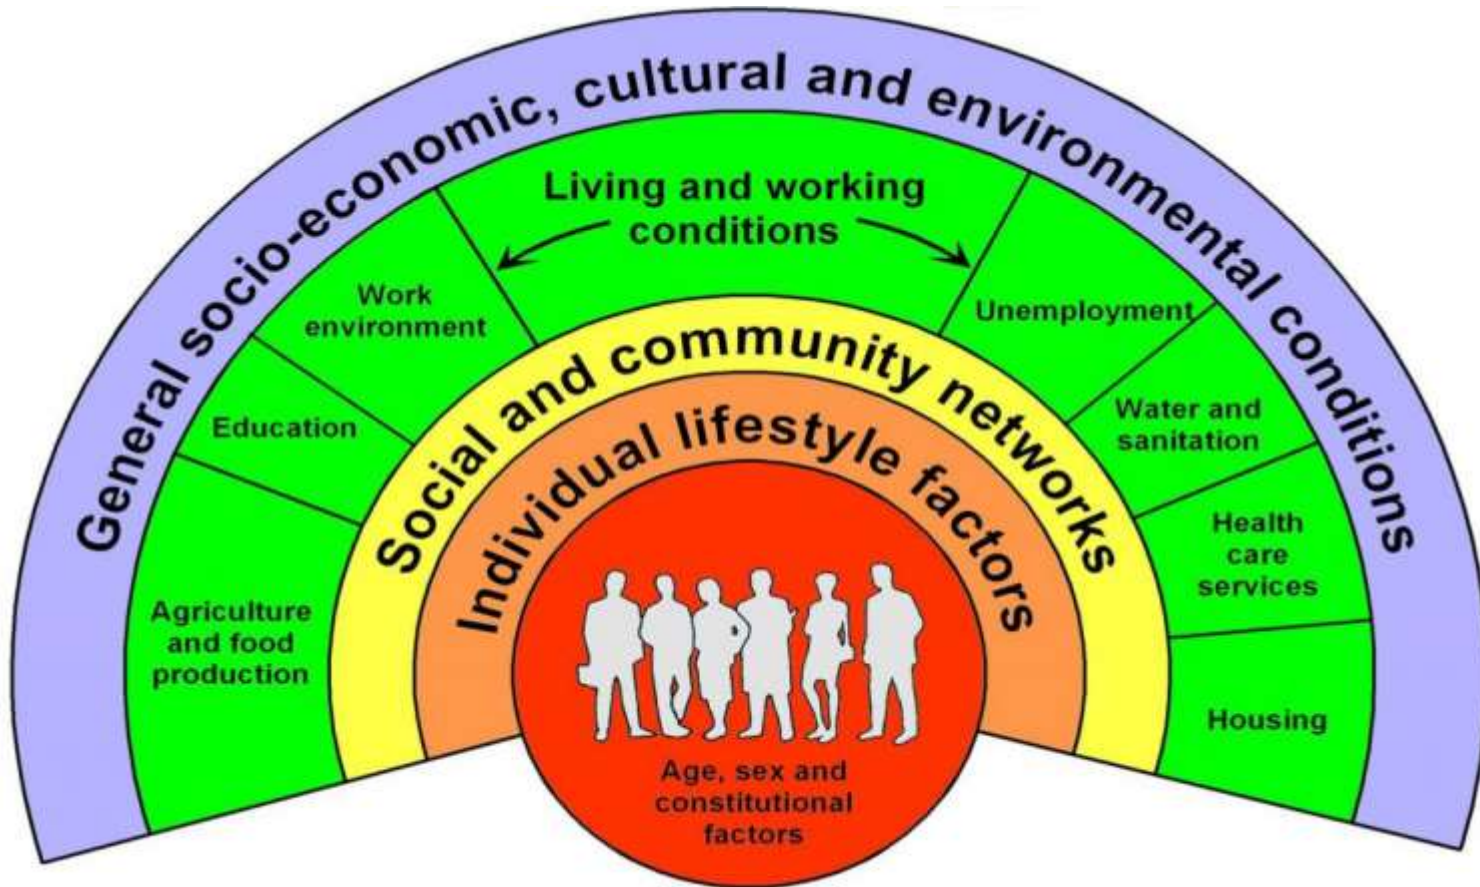 General socio-economic, cultural and environmental conditions
Living and working
conditions
Work
environment
Unemployment
Education
Water and
sanitation
Agriculture
and food
production
Health
care
services
Housing
Social and community networks
Individual lifestyle factors
Age, sex and
constitutional
factors